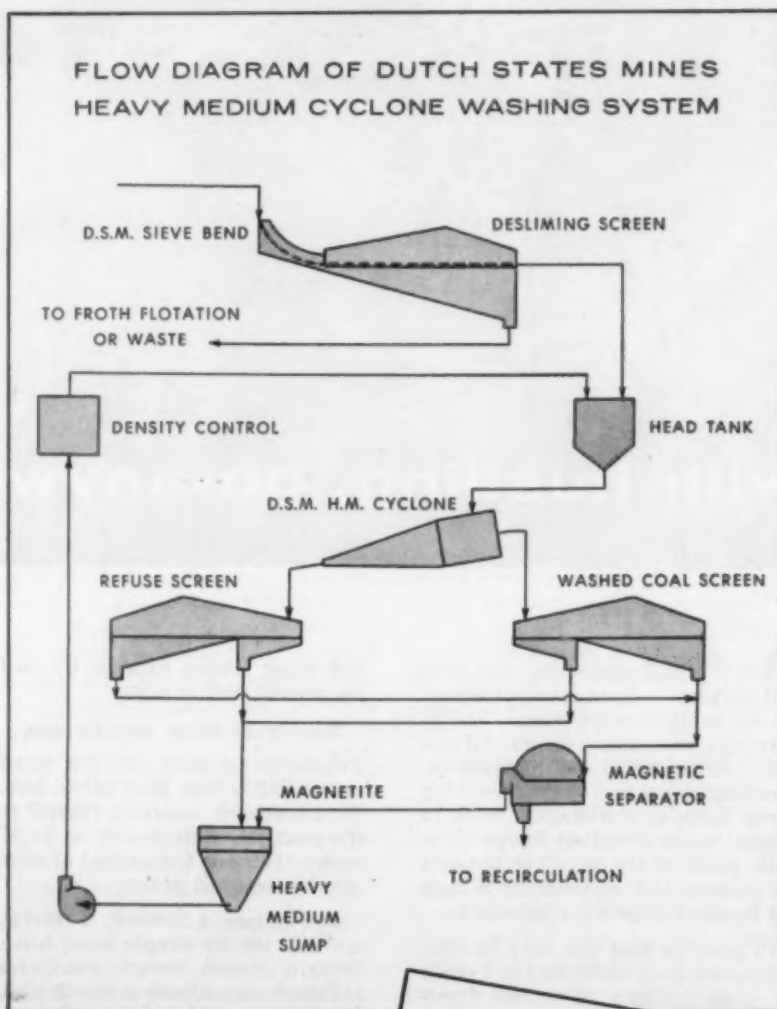 FLOW DIAGRAM OF DUTCH STATES MINES
HEAVY MEDIUM CYCLONE WASHING SYSTEM
D.S.M. SIEVE BEND
DESLIMING SCREEN
TO FROTH FLOTATION
OR WASTE
DENSITY CONTROL
HEAD TANK
D.S.M. H.M. CYCLONE
REFUSE SCREEN
WASHED COAL SCREEN
MAGNETITE
MAGNETIC
SEPARATOR
HEAVY
MEDIUM
SUMP
TO RECIRCULATION